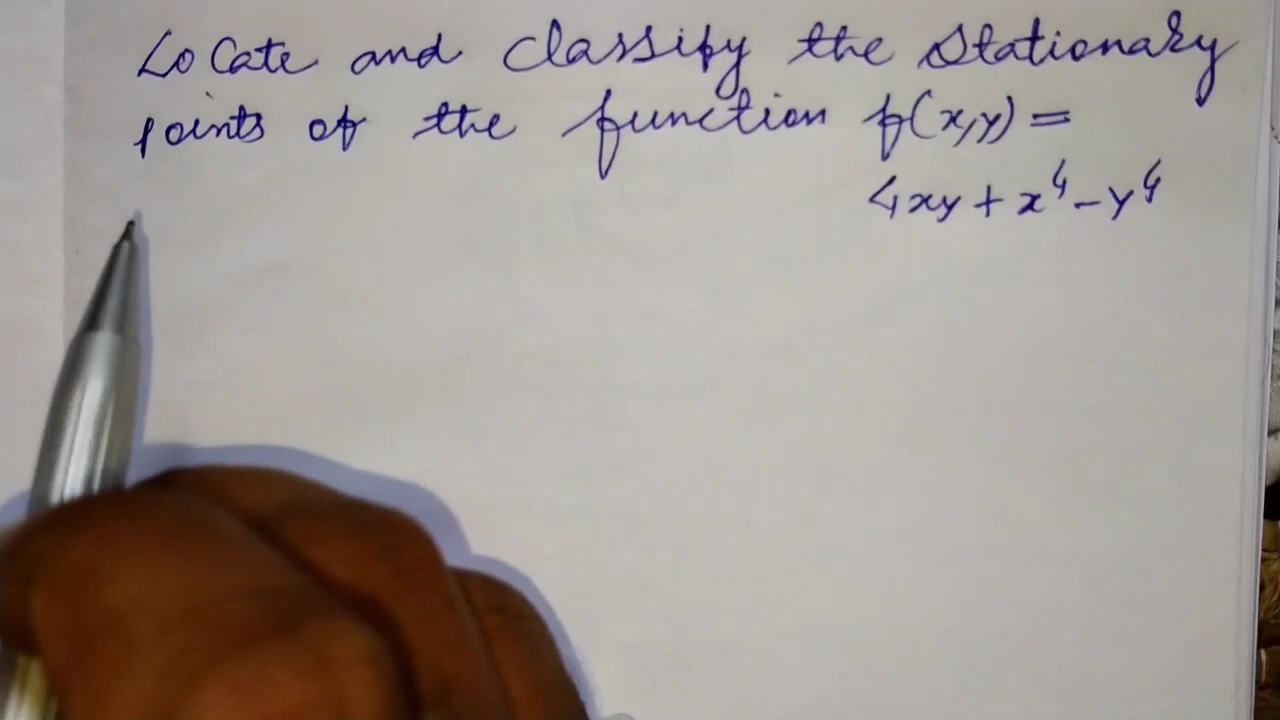 Locate and classify the stationary
points of the function f(x,y) =
4xy + x⁴ - y⁴